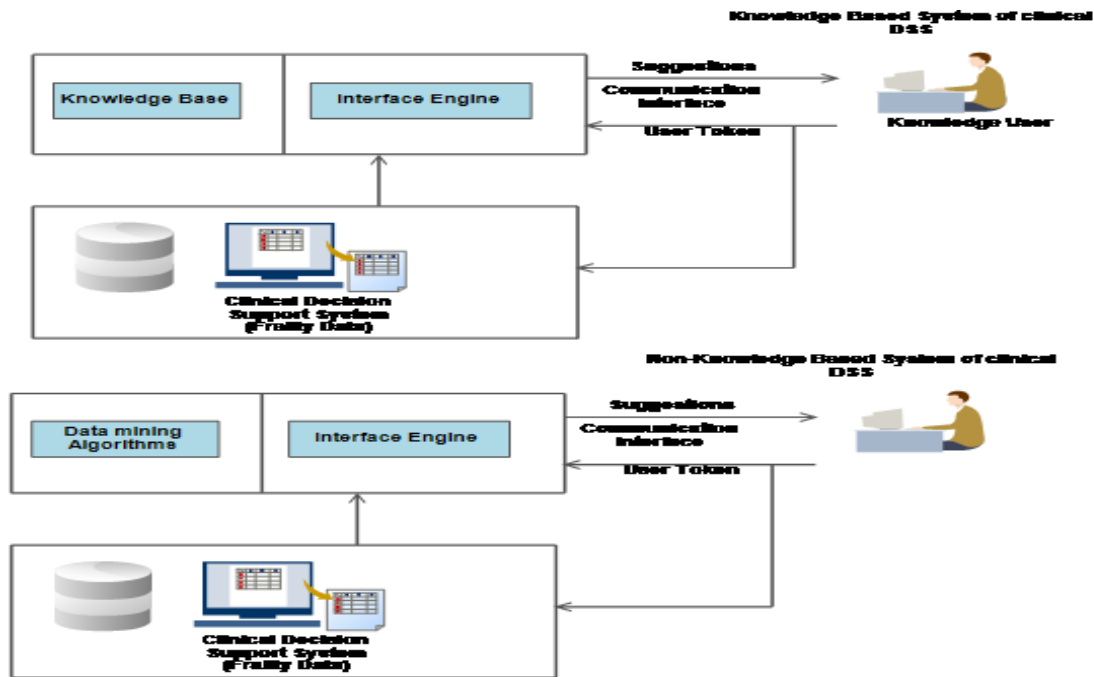 Knowledge Based System of clinical
DSS
Knowledge Base
Interface Engine
Suggestions
Communication
Interface
User Token
Knowledge User
Clinical Decision
Support System
(Frailty Data)
Non-Knowledge Based System of clinical
DSS
Data mining
Algorithms
Interface Engine
Suggestions
Communication
Interface
User Token
Clinical Decision
Support System
(Frailty Data)